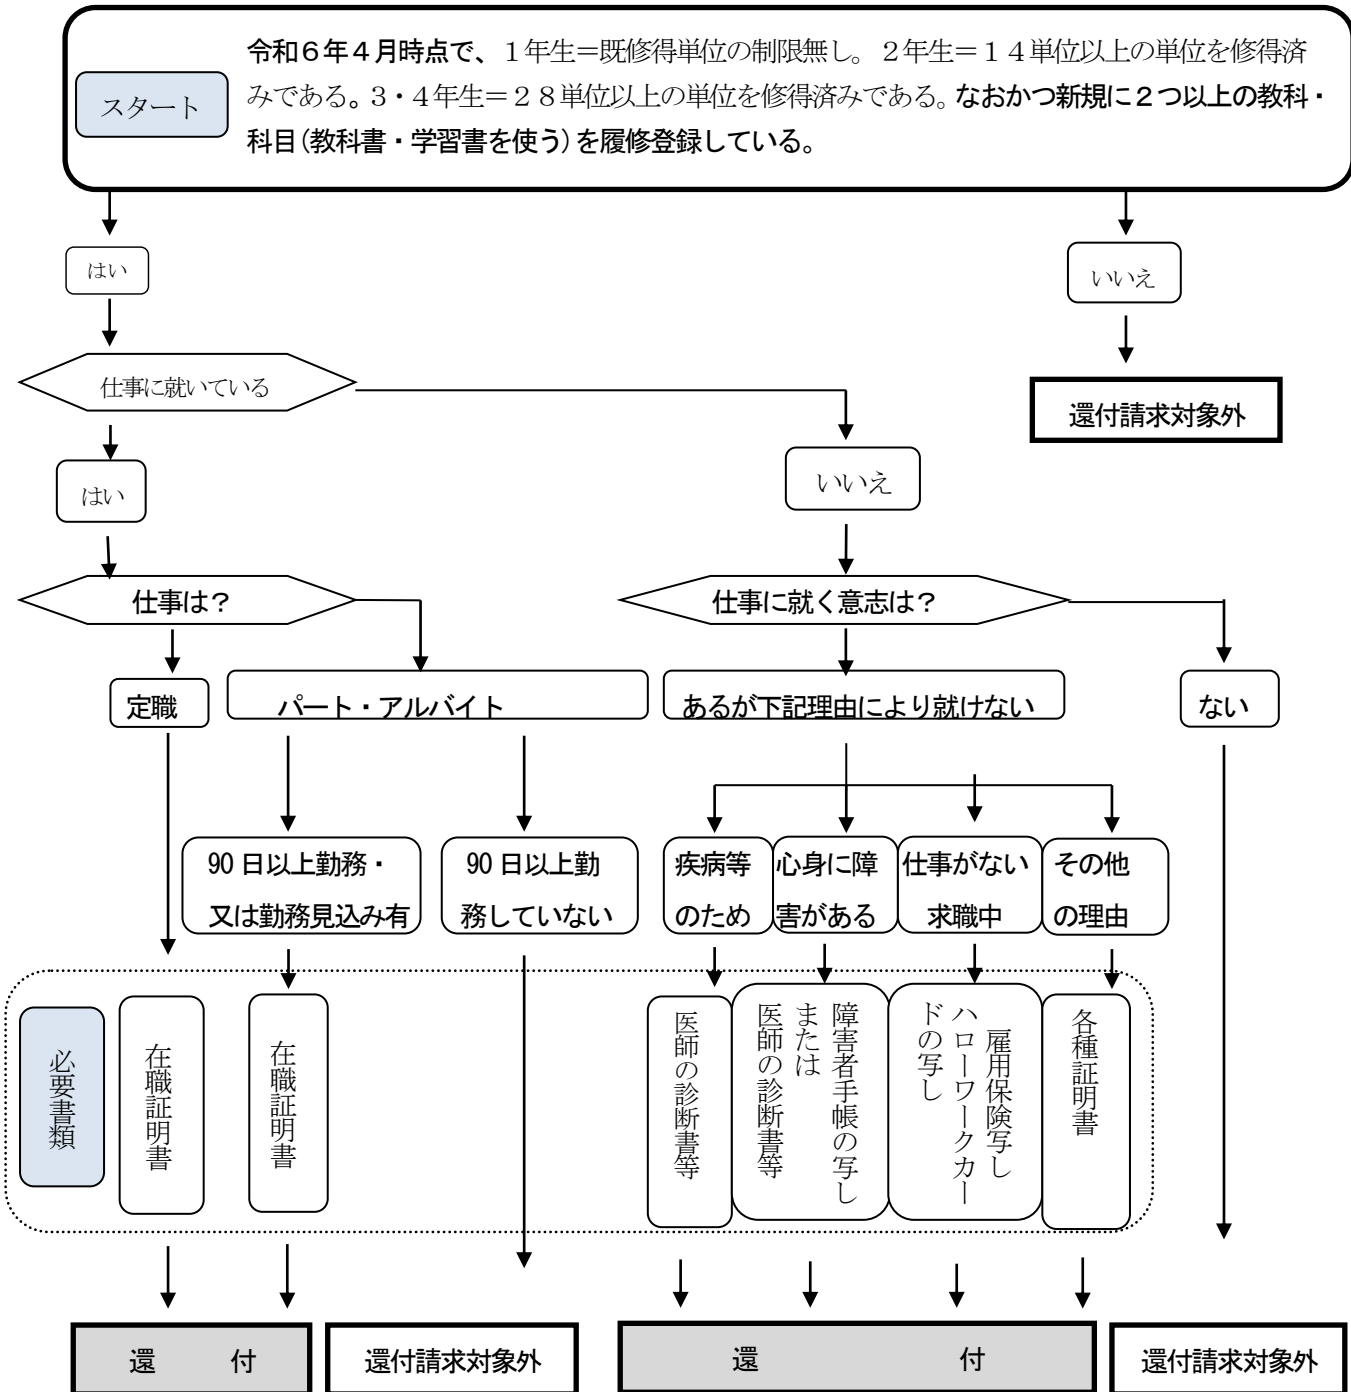 スタート
令和６年４月時点で、１年生＝既修得単位の制限無し。２年生＝１４単位以上の単位を修得済
みである。３・４年生＝２８単位以上の単位を修得済みである。なおかつ新規に２つ以上の教科・
科目（教科書・学習書を使う）を履修登録している。
はい
いいえ
仕事に就いている
還付請求対象外
はい
いいえ
仕事は？
仕事に就く意志は？
定職
パート・アルバイト
あるが下記理由により就けない
ない
90 日以上勤務・
又は勤務見込み有
90 日以上勤
務していない
疾病等
のため
心身に障
害がある
仕事がない
求職中
その他
の理由
必要書類
在職証明書
在職証明書
医師の診断書等
障害者手帳の写し
または
医師の診断書等
雇用保険写し
ハローワークカー
ドの写し
各種証明書
還　付
還付請求対象外
還　付
還付請求対象外